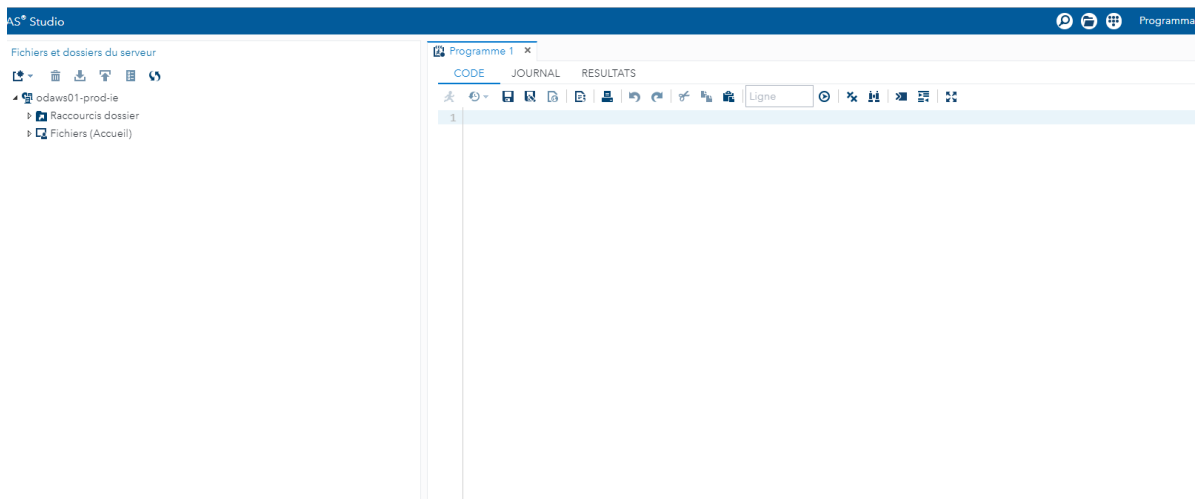 AS® Studio
Programma
Fichiers et dossiers du serveur
odaws01-prod-ie
Raccourcis dossier
Fichiers (Accueil)
Programme 1
CODE JOURNAL RESULTATS
Ligne
1